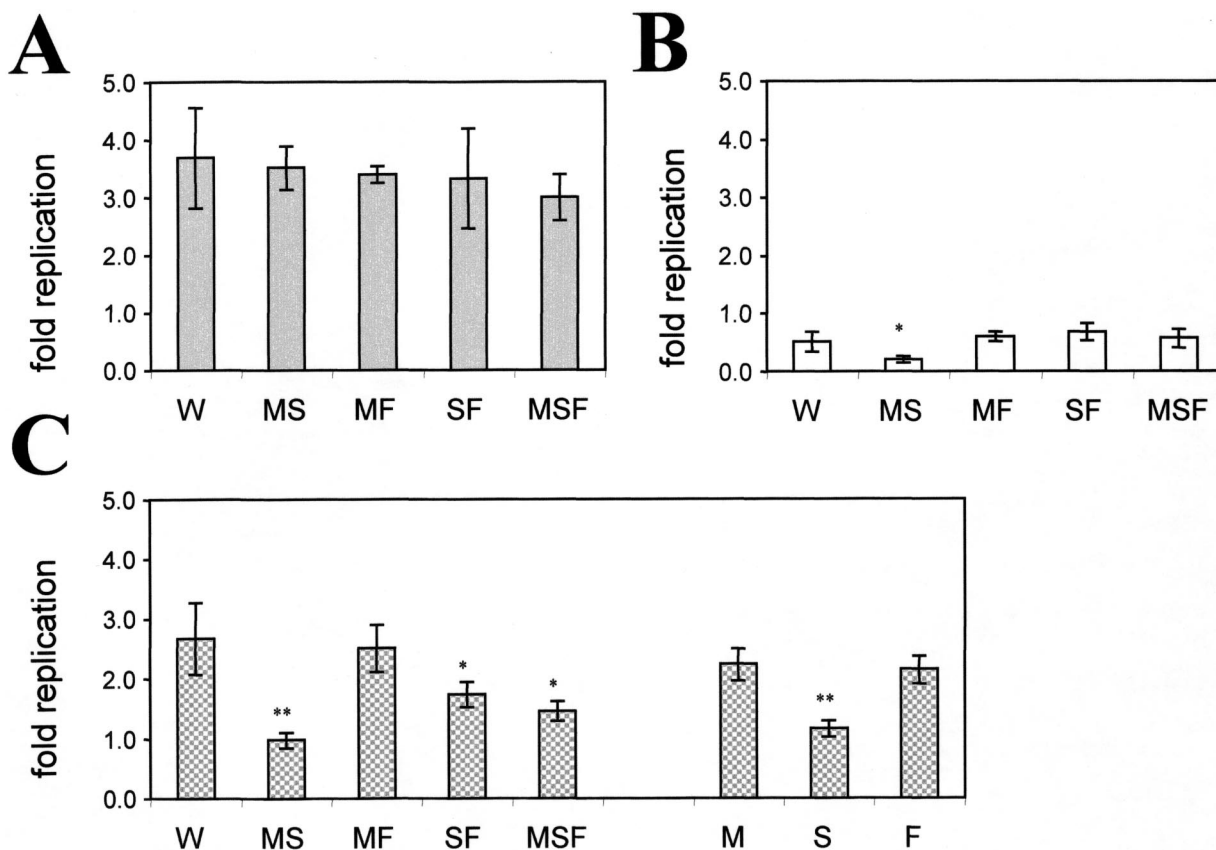 A
fold replication
5.0
4.0
3.0
2.0
1.0
0.0
W MS MF SF MSF
B
fold replication
5.0
4.0
3.0
2.0
1.0
0.0
*
W MS MF SF MSF
C
fold replication
5.0
4.0
3.0
2.0
1.0
0.0
** * * **
W MS MF SF MSF M S F